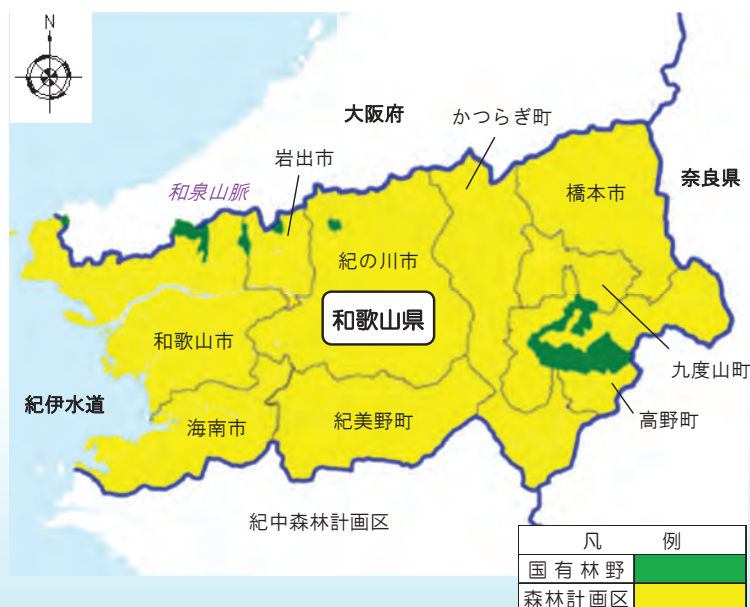 N
大阪府
かつらぎ町
岩出市
奈良県
和泉山脈
橋本市
紀の川市
和歌山県
和歌山市
九度山町
紀伊水道
高野町
海南市
紀美野町
紀中森林計画区
凡 例
国有林野
森林計画区